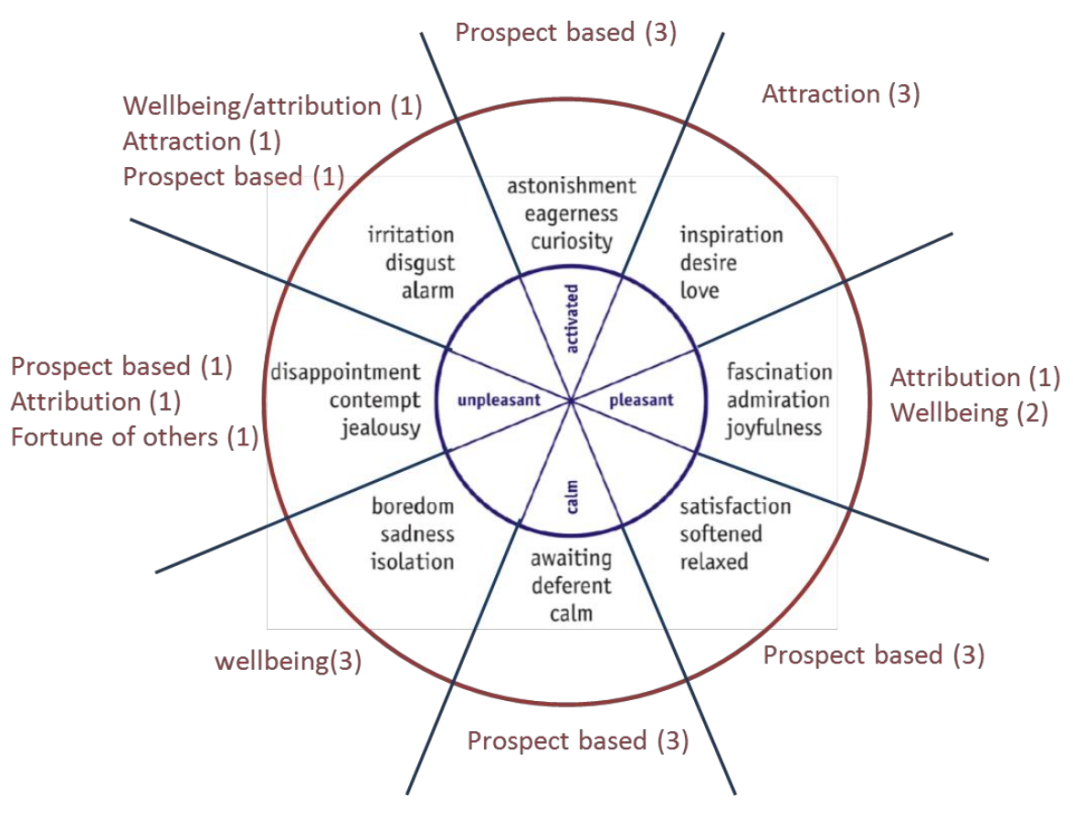 Prospect based (3)
Attraction (3)
Wellbeing/attribution (1)
Attraction (1)
Prospect based (1)
astonishment
eagerness
curiosity
irritation
disgust
alarm
inspiration
desire
love
activated
Prospect based (1)
Attribution (1)
Fortune of others (1)
disappointment
contempt
jealousy
unpleasant
pleasant
fascination
admiration
joyfulness
Attribution (1)
Wellbeing (2)
calm
boredom
sadness
isolation
awaiting
deferent
calm
satisfaction
softened
relaxed
wellbeing(3)
Prospect based (3)
Prospect based (3)